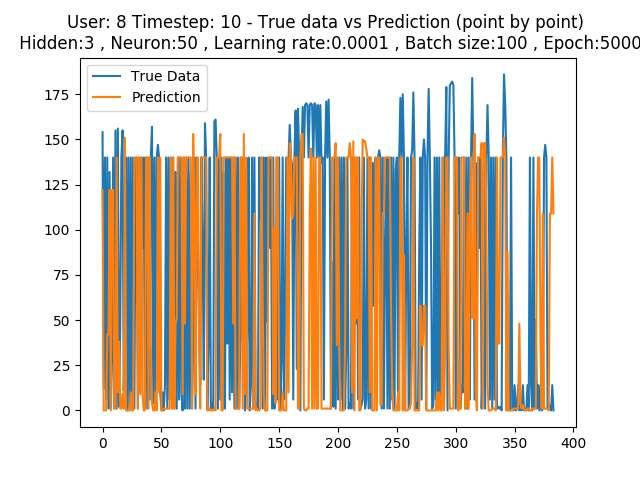 User: 8 Timestep: 10 - True data vs Prediction (point by point)
Hidden:3 , Neuron:50 , Learning rate:0.0001 , Batch size:100 , Epoch:5000
True Data
Prediction
175
150
125
100
75
50
25
0
0 50 100 150 200 250 300 350 400